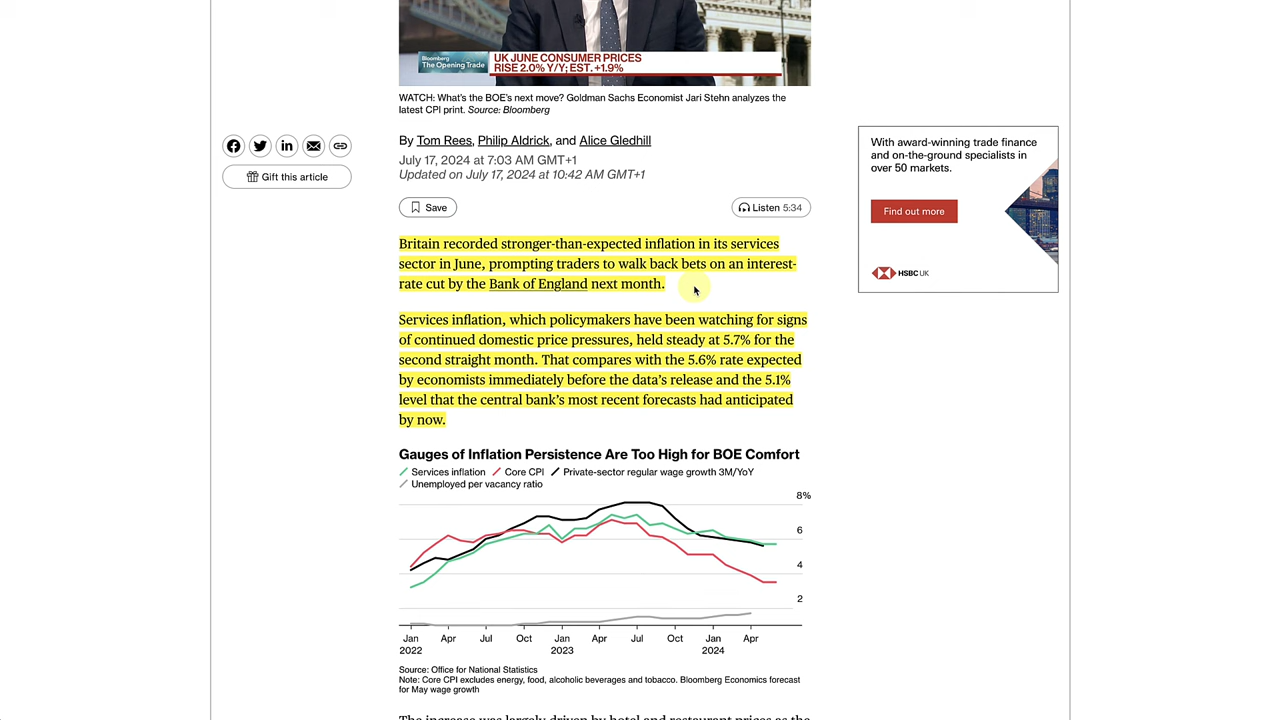 Bloomberg
The Opening Trade
UK JUNE CONSUMER PRICES
RISE 2.0% Y/Y; EST. +1.9%
WATCH: What's the BOE's next move? Goldman Sachs Economist Jari Stehn analyzes the
latest CPI print. Source: Bloomberg
By Tom Rees, Philip Aldrick, and Alice Gledhill
July 17, 2024 at 7:03 AM GMT+1
Updated on July 17, 2024 at 10:42 AM GMT+1
Gift this article
Save
Listen 5:34
With award-winning trade finance
and on-the-ground specialists in
over 50 markets.
Find out more
HSBC UK
Britain recorded stronger-than-expected inflation in its services
sector in June, prompting traders to walk back bets on an interest-
rate cut by the Bank of England next month.
Services inflation, which policymakers have been watching for signs
of continued domestic price pressures, held steady at 5.7% for the
second straight month. That compares with the 5.6% rate expected
by economists immediately before the data's release and the 5.1%
level that the central bank's most recent forecasts had anticipated
by now.
Gauges of Inflation Persistence Are Too High for BOE Comfort
Services inflation Core CPI Private-sector regular wage growth 3M/YoY
Unemployed per vacancy ratio
8%
6
4
2
Jan Apr Jul Oct Jan Apr Jul Oct Jan Apr
2022 2023 2024
Source: Office for National Statistics
Note: Core CPI excludes energy, food, alcoholic beverages and tobacco. Bloomberg Economics forecast
for May wage growth
The increase was largely driven by hotel and restaurant prices as the